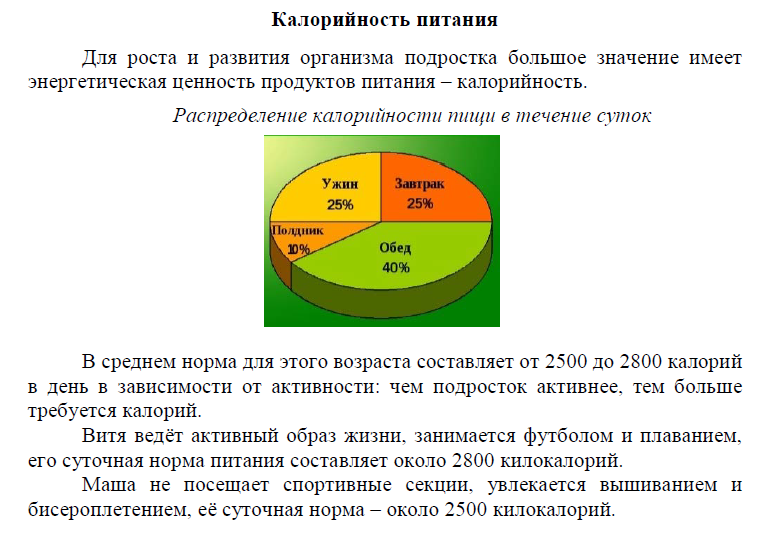 Калорийность питания
Для роста и развития организма подростка большое значение имеет
энергетическая ценность продуктов питания – калорийность.
Распределение калорийности пищи в течение суток
Ужин
25%
Завтрак
25%
Полдник
10%
Обед
40%
В среднем норма для этого возраста составляет от 2500 до 2800 калорий
в день в зависимости от активности: чем подросток активнее, тем больше
требуется калорий.
Витя ведёт активный образ жизни, занимается футболом и плаванием,
его суточная норма питания составляет около 2800 килокалорий.
Маша не посещает спортивные секции, увлекается вышиванием и
бисероплетением, её суточная норма – около 2500 килокалорий.